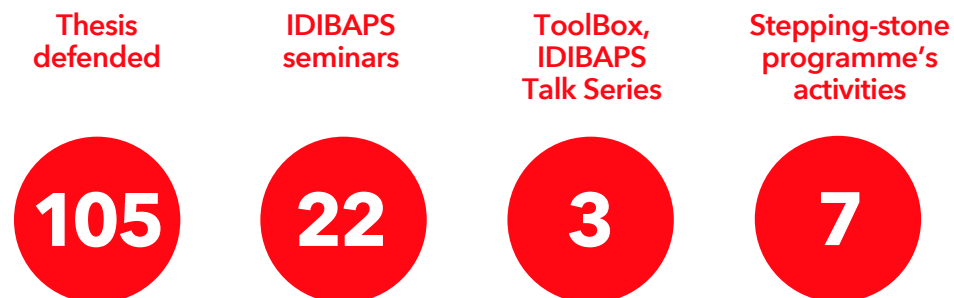 Thesis
defended
IDIBAPS
seminars
ToolBox,
IDIBAPS
Talk Series
Stepping-stone
programme's
activities
105
22
3
7